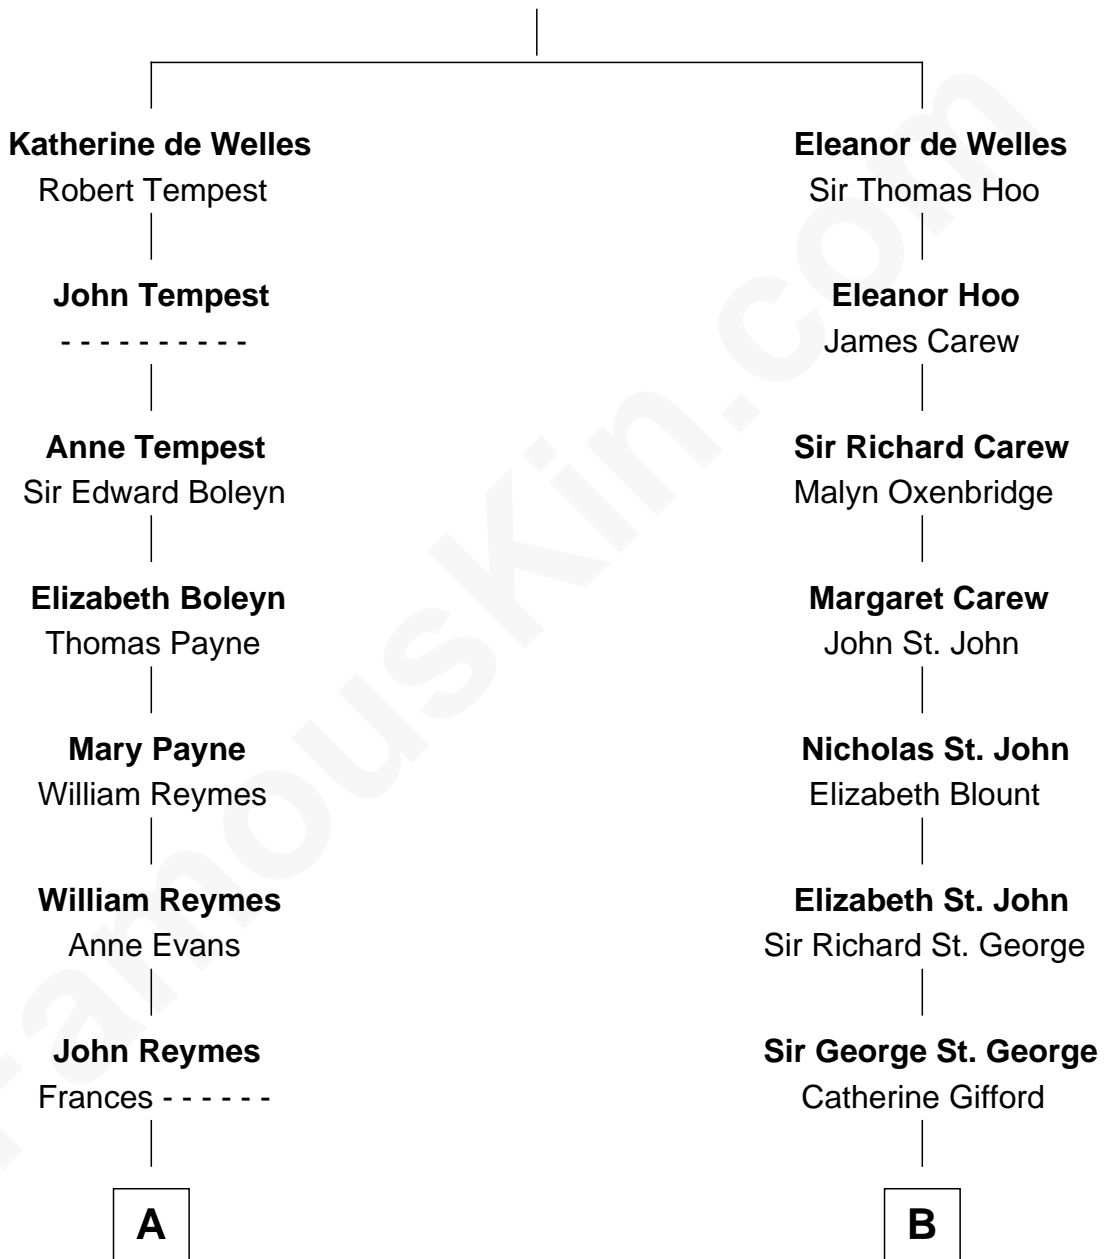 Katherine de Welles
Robert Tempest
John Tempest
- - - - - - - - - -
Anne Tempest
Sir Edward Boleyn
Elizabeth Boleyn
Thomas Payne
Mary Payne
William Reymes
William Reymes
Anne Evans
John Reymes
Frances - - - - - -
A
Eleanor de Welles
Sir Thomas Hoo
Eleanor Hoo
James Carew
Sir Richard Carew
Malyn Oxenbridge
Margaret Carew
John St. John
Nicholas St. John
Elizabeth Blount
Elizabeth St. John
Sir Richard St. George
Sir George St. George
Catherine Gifford
B
FamousKin.com